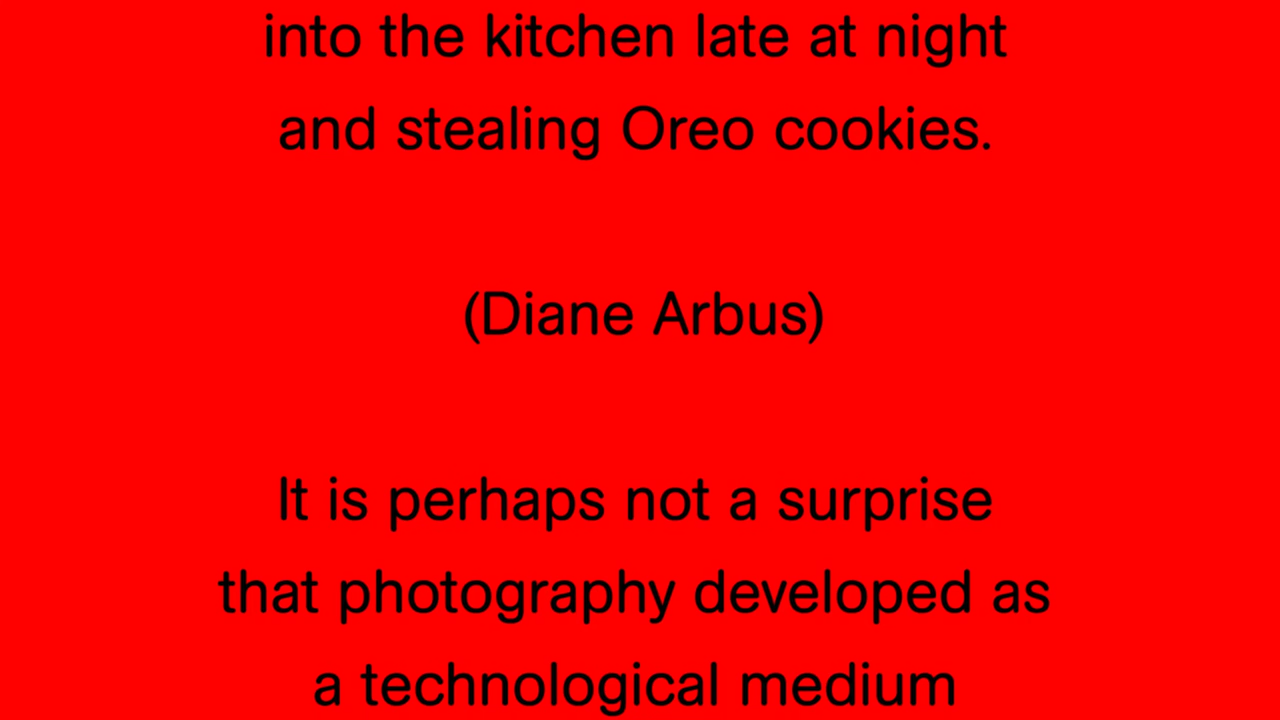 into the kitchen late at night
and stealing Oreo cookies.
(Diane Arbus)
It is perhaps not a surprise
that photography developed as
a technological medium